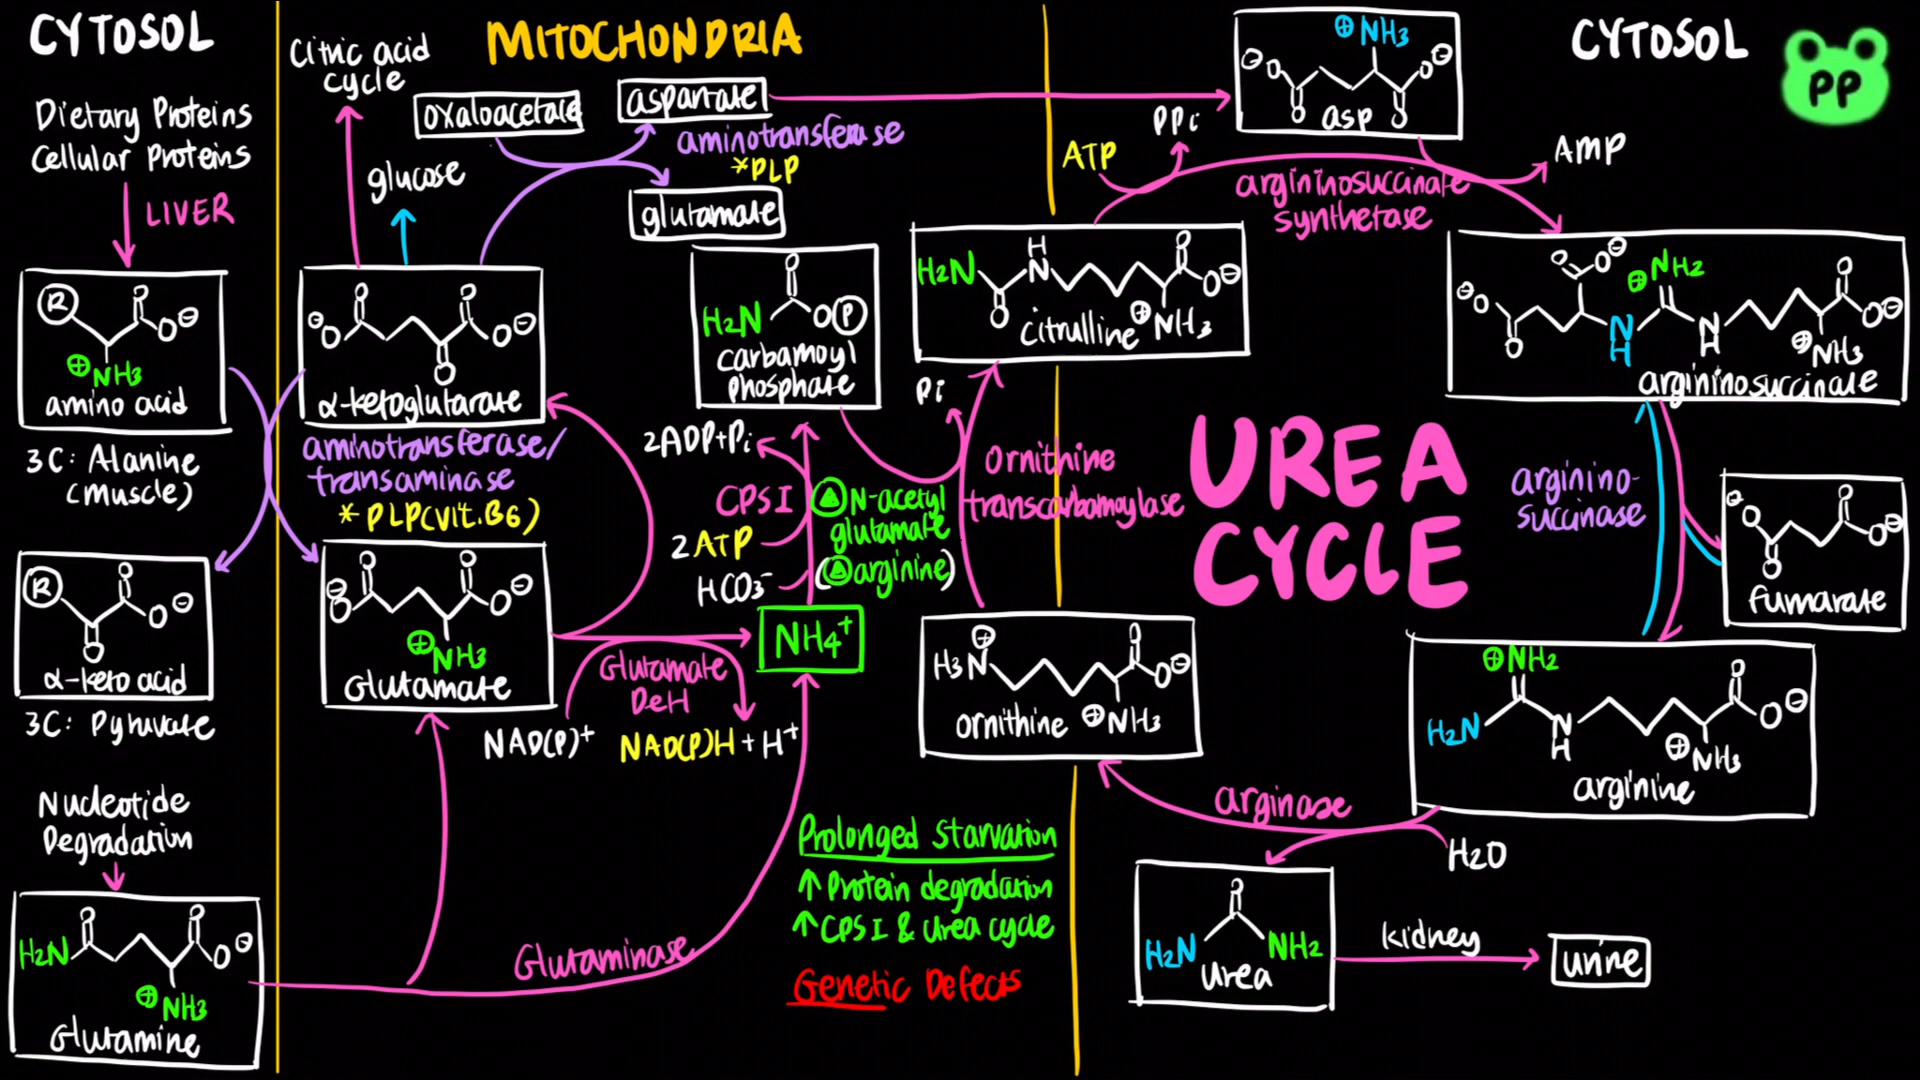 CYTOSOL
Dietary Proteins
Cellular Proteins
LIVER
R
O
O⊖
⊕NH3
amino acid
3C: Alanine
(muscle)
R
O
O⊖
O
α-keto acid
3C: Pyruvate
Nucleotide
Degradation
H2N
O
O
O⊖
⊕NH3
Glutamine
MITOCHONDRIA
Citric acid
cycle
oxaloacetate
aspartate
aminotransferase
*PLP
glucose
glutamate
O
O
⊖O
O⊖
O
α-ketoglutarate
aminotransferase/
transaminase
* PLP(vit.B6)
O
O
⊖O
O⊖
⊕NH3
Glutamate
Glutamate
DeH
NAD(P)+
NAD(P)H + H+
Glutaminase
O
H2N
OP
carbamoyl
phosphate
2ADP+Pi
CPS I
N-acetyl
glutamate
(arginine)
2 ATP
HCO3-
NH4+
Pi
Ornithine
transcarbamoylase
H2N
H
N
O
O
O⊖
citrulline
⊕NH3
⊕
H3N
O
O⊖
ornithine
⊕NH3
Prolonged Starvation
↑ Protein degradation
↑ CPS I & urea cycle
Genetic Defects
CYTOSOL
PP
⊕NH3
⊖O
O⊖
O
O
asp
ATP
PPi
AMP
argininosuccinate
synthetase
O
O⊖
⊕NH2
O
⊖O
O
N
H
N
H
O⊖
⊕NH3
argininosuccinate
UREA
CYCLE
arginino-
succinase
⊖O
O
O
O⊖
fumarate
⊕NH2
H2N
N
H
O
O⊖
⊕NH3
arginine
arginase
H2O
O
H2N
NH2
urea
kidney
urine